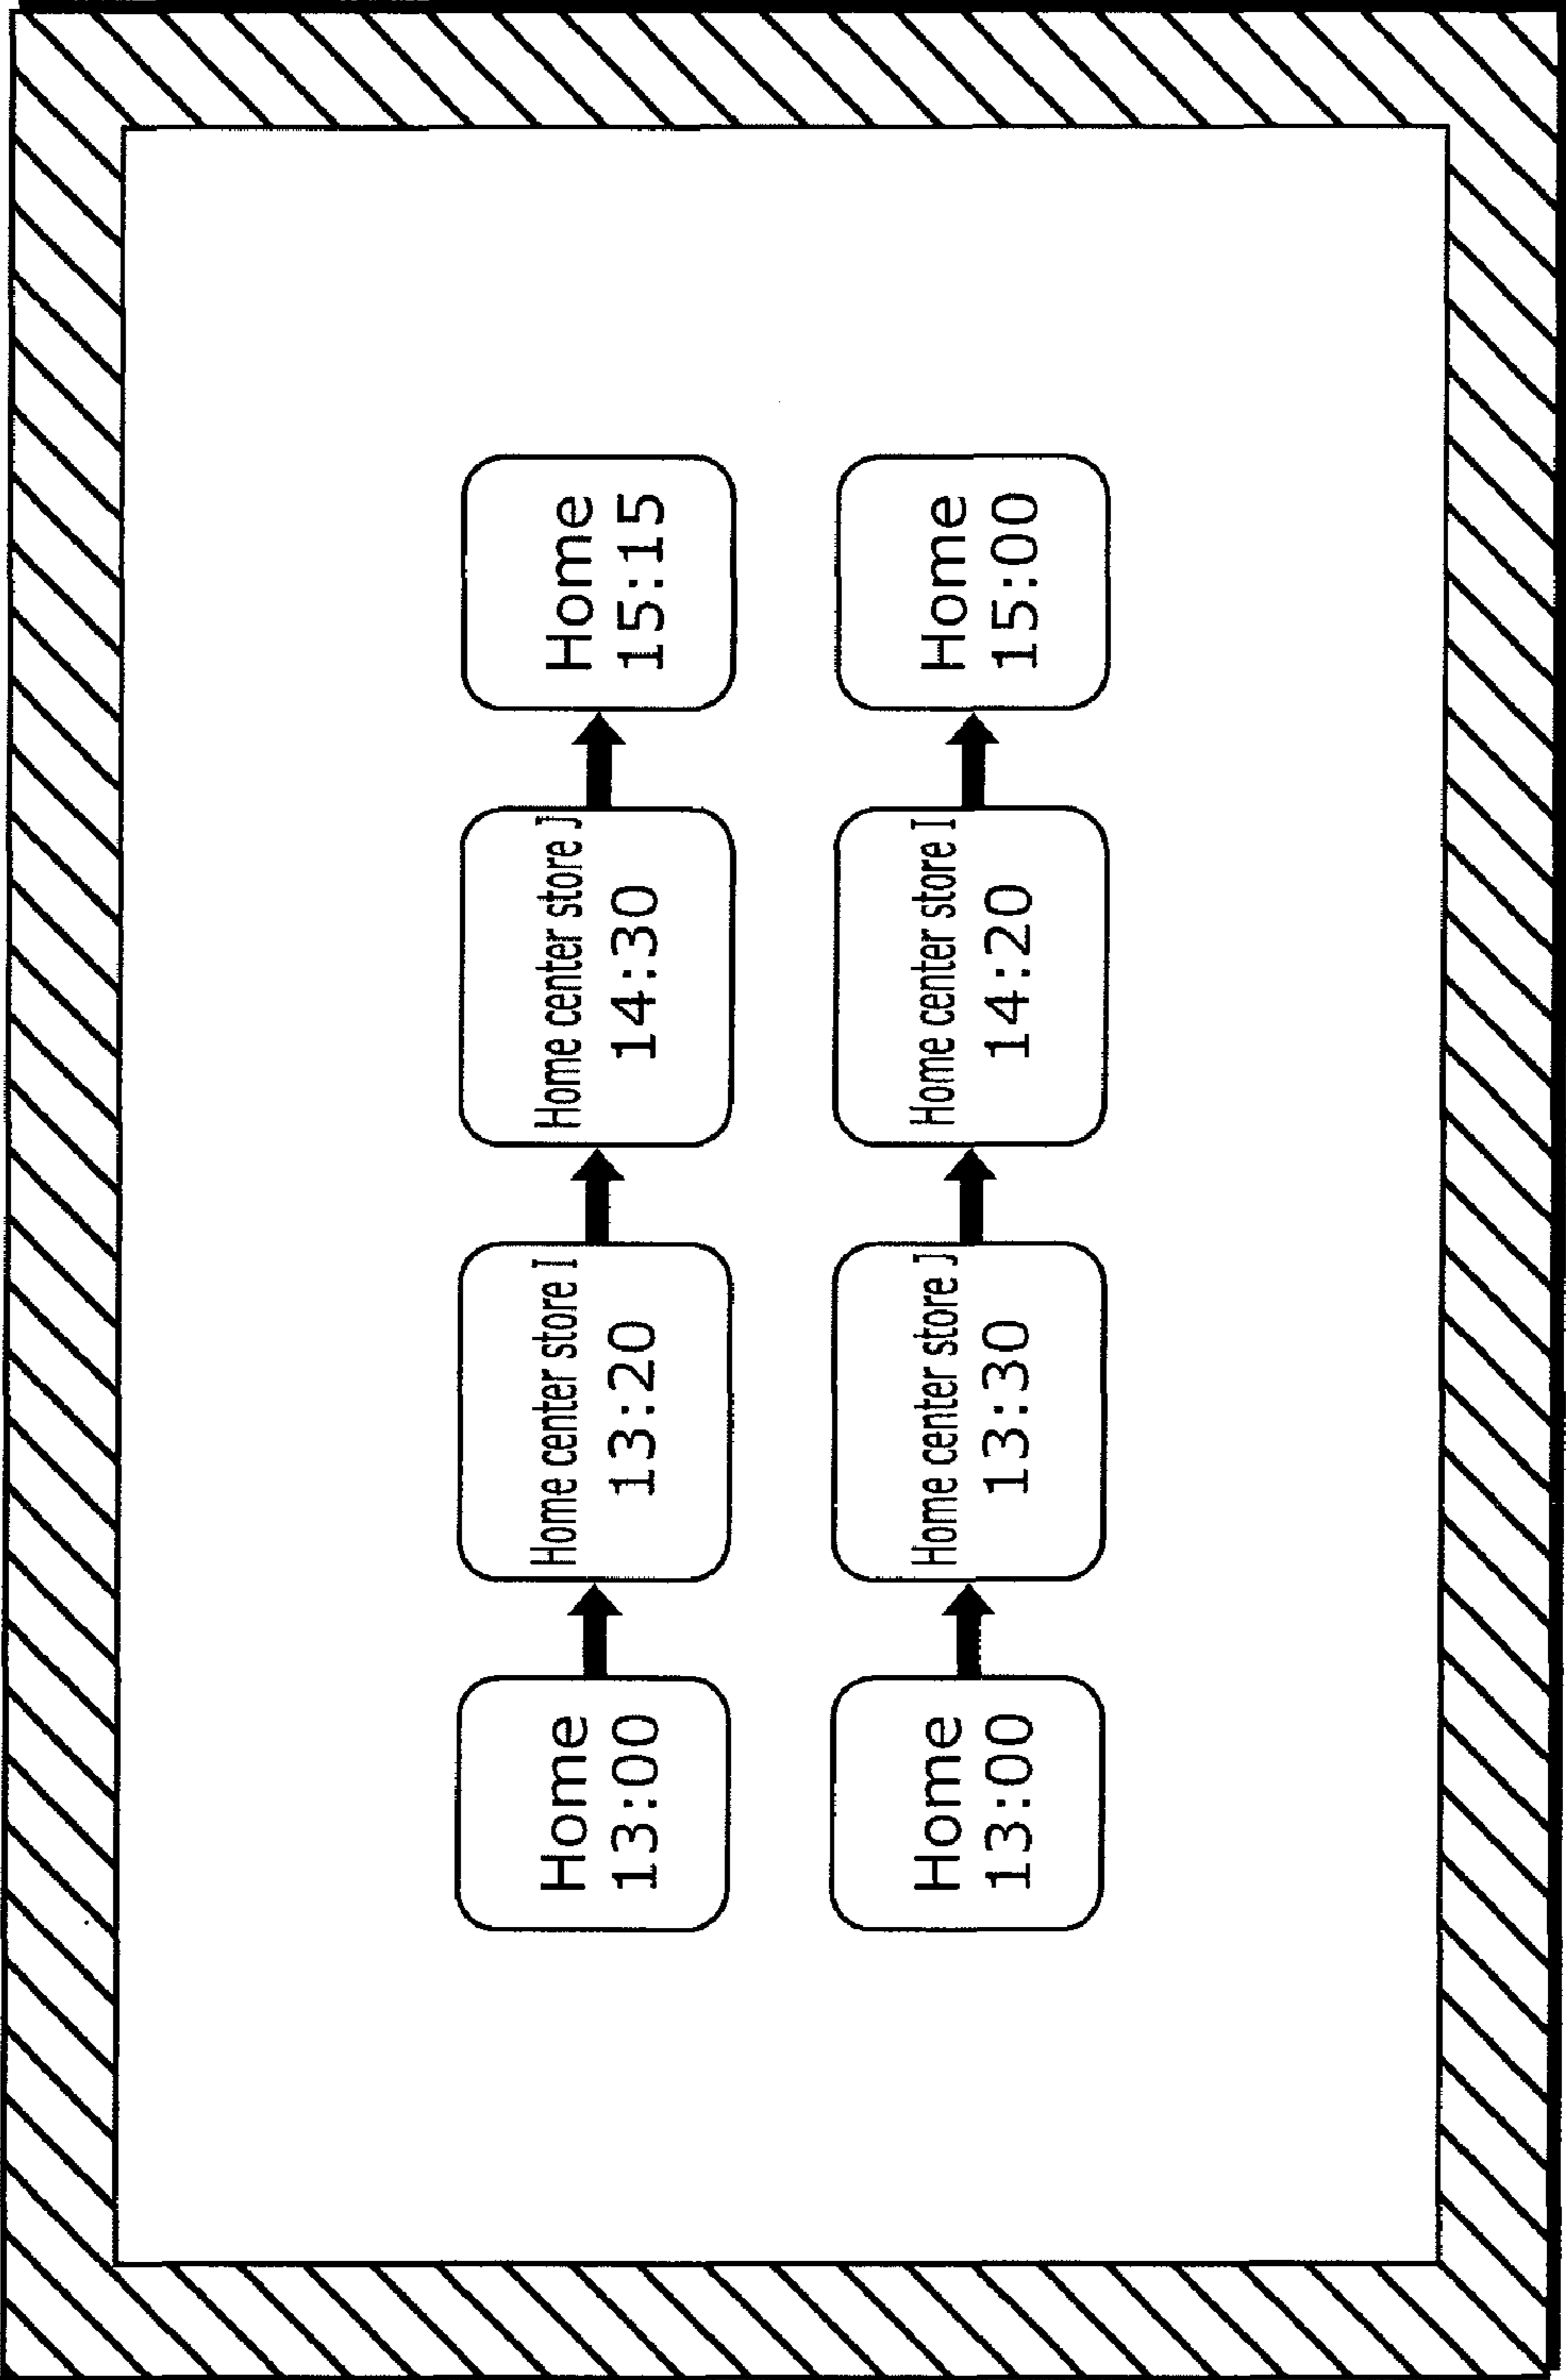 Home
13:00
Home center store I
13:20
Home center store J
14:30
Home
15:15
Home
13:00
Home center store J
13:30
Home center store I
14:20
Home
15:00